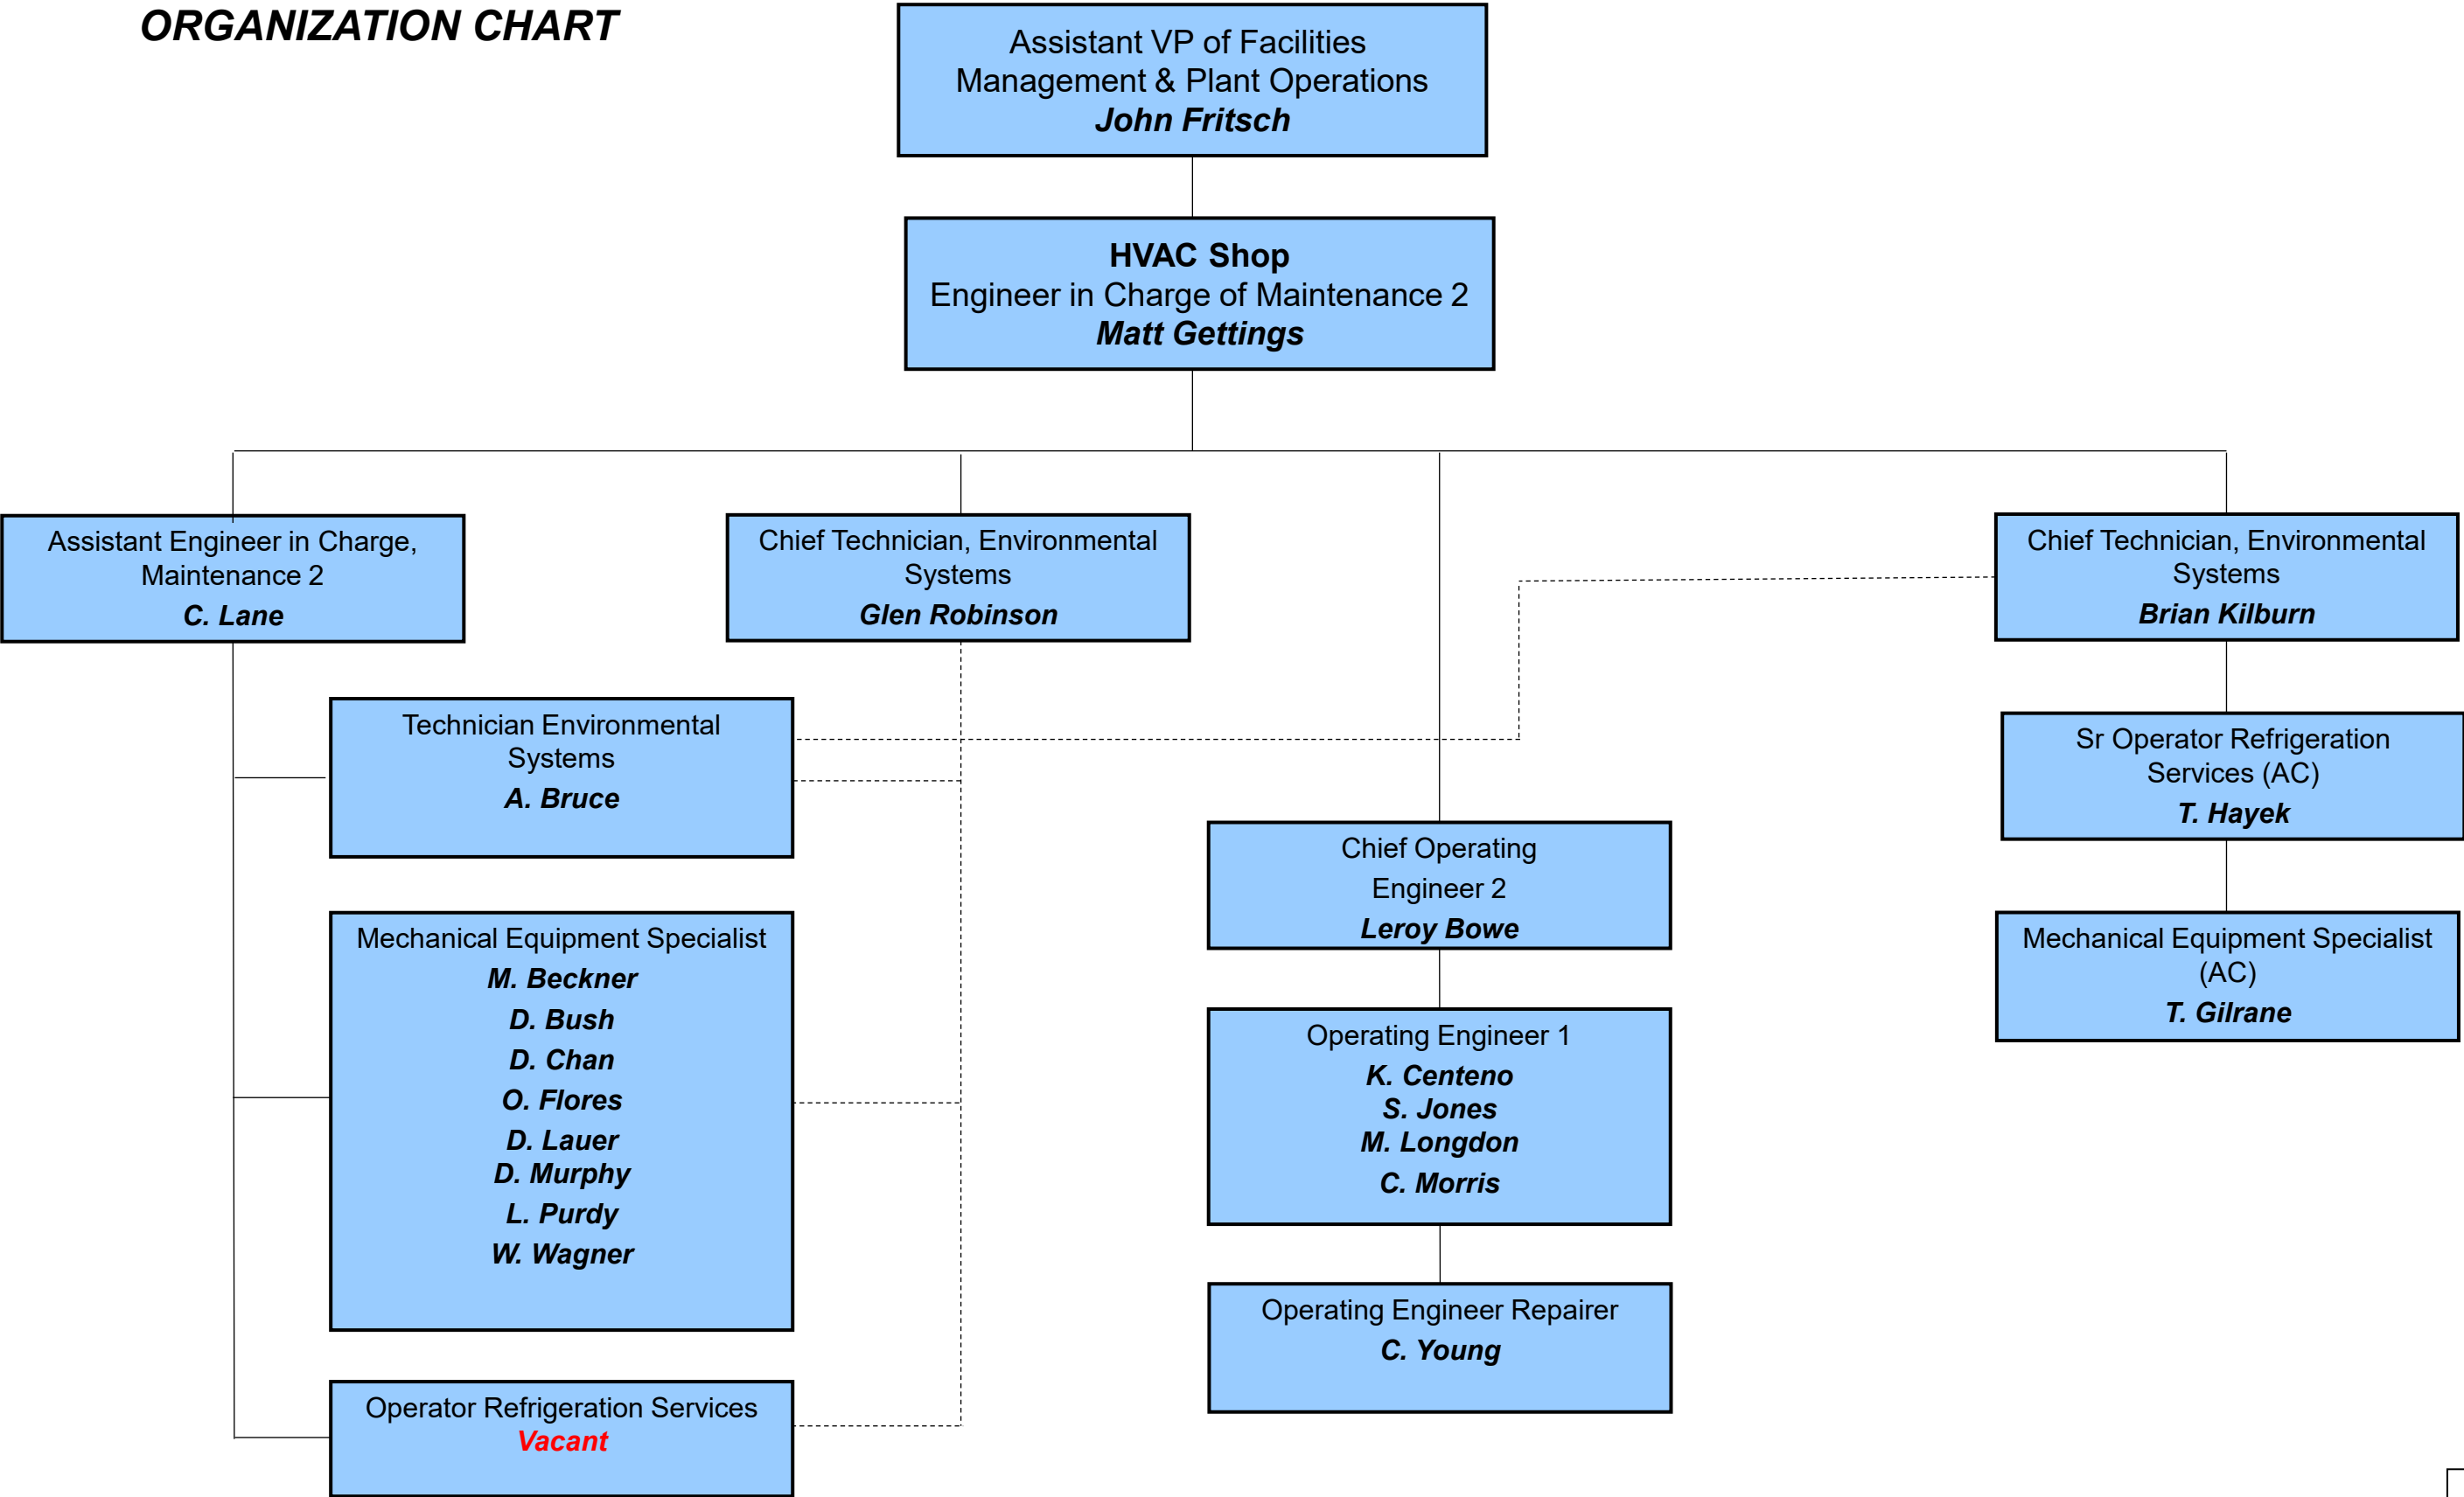 ORGANIZATION CHART
Assistant VP of Facilities
Management & Plant Operations
John Fritsch
HVAC Shop
Engineer in Charge of Maintenance 2
Matt Gettings
Assistant Engineer in Charge,
Maintenance 2
C. Lane
Chief Technician, Environmental
Systems
Glen Robinson
Chief Technician, Environmental
Systems
Brian Kilburn
Technician Environmental
Systems
A. Bruce
Mechanical Equipment Specialist
M. Beckner
D. Bush
D. Chan
O. Flores
D. Lauer
D. Murphy
L. Purdy
W. Wagner
Operator Refrigeration Services
Vacant
Chief Operating
Engineer 2
Leroy Bowe
Operating Engineer 1
K. Centeno
S. Jones
M. Longdon
C. Morris
Operating Engineer Repairer
C. Young
Sr Operator Refrigeration
Services (AC)
T. Hayek
Mechanical Equipment Specialist
(AC)
T. Gilrane